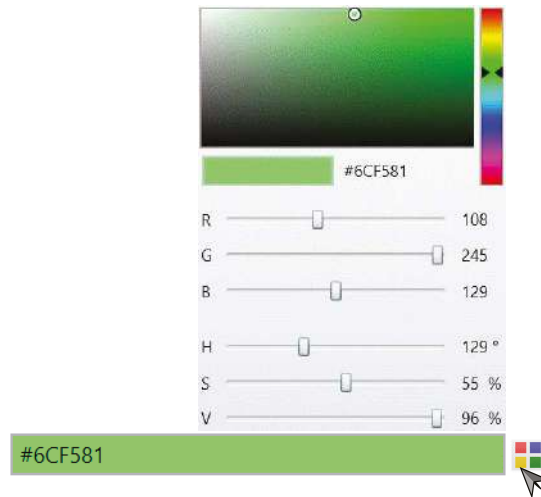 #6CF581
R 108
G 245
B 129
H 129 °
S 55 %
V 96 %
#6CF581